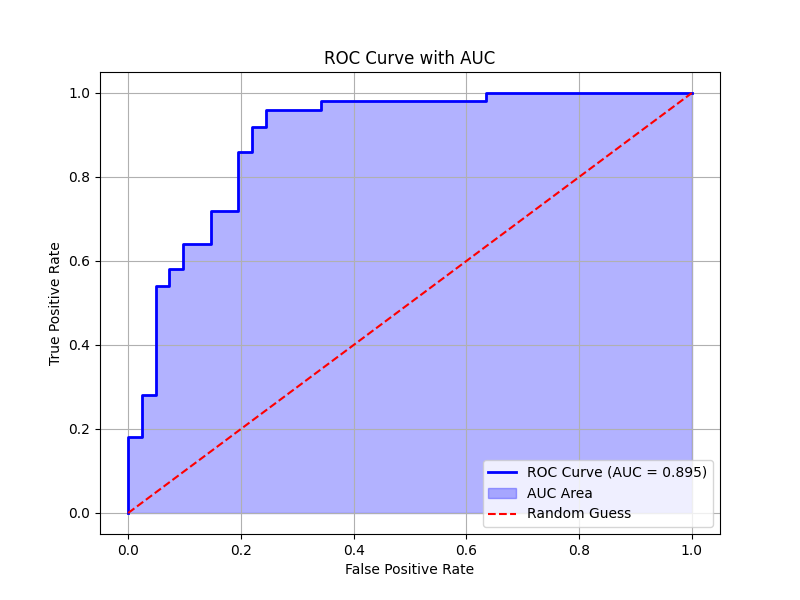 ROC Curve with AUC
True Positive Rate
1.0
0.8
0.6
0.4
0.2
0.0
0.0 0.2 0.4 0.6 0.8 1.0
False Positive Rate
ROC Curve (AUC = 0.895)
AUC Area
Random Guess